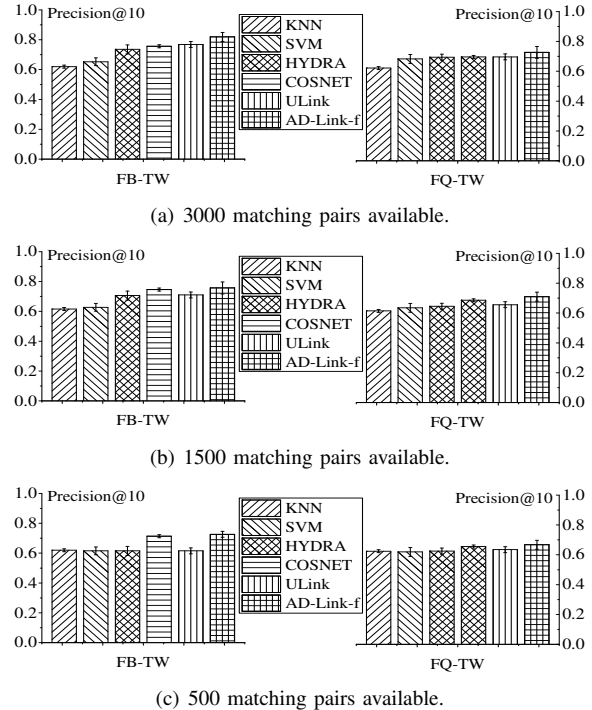 Precision@10
Precision@10
1.0
0.8
0.6
0.4
0.2
0.0
KNN
SVM
HYDRA
COSNET
ULink
AD-Link-f
1.0
0.8
0.6
0.4
0.2
0.0
FB-TW
FQ-TW
(a) 3000 matching pairs available.
Precision@10
Precision@10
1.0
0.8
0.6
0.4
0.2
0.0
KNN
SVM
HYDRA
COSNET
ULink
AD-Link-f
1.0
0.8
0.6
0.4
0.2
0.0
FB-TW
FQ-TW
(b) 1500 matching pairs available.
Precision@10
Precision@10
1.0
0.8
0.6
0.4
0.2
0.0
KNN
SVM
HYDRA
COSNET
ULink
AD-Link-f
1.0
0.8
0.6
0.4
0.2
0.0
FB-TW
FQ-TW
(c) 500 matching pairs available.